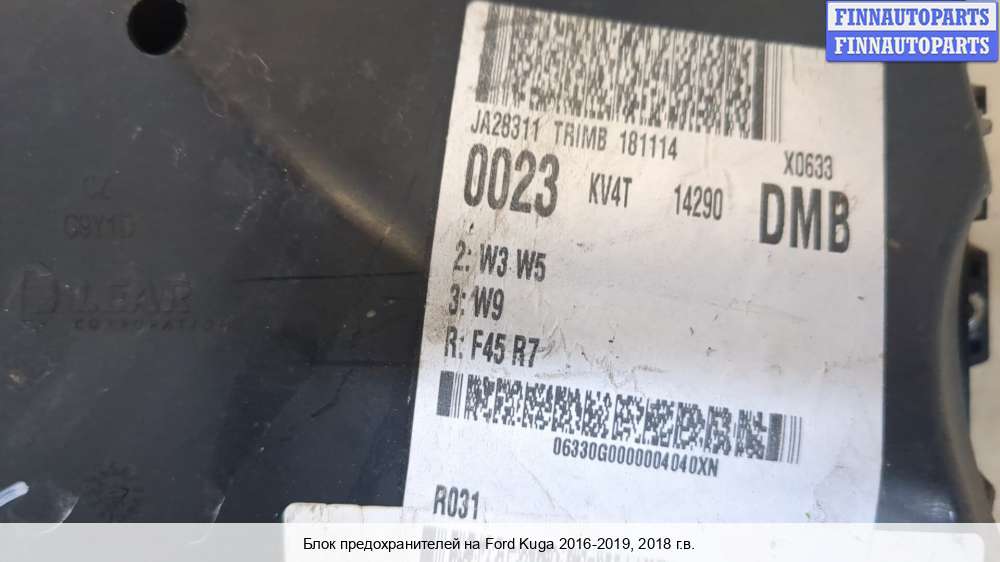 FINNAUTOPARTS
FINNAUTOPARTS
JA28311 TRIMB 181114
X0633
0023 KV4T 14290 DMB
2: W3 W5
3: W9
R: F45 R7
06330G0000004040XN
R031
LEAR
CORPORATION
Блок предохранителей на Ford Kuga 2016-2019, 2018 г.в.